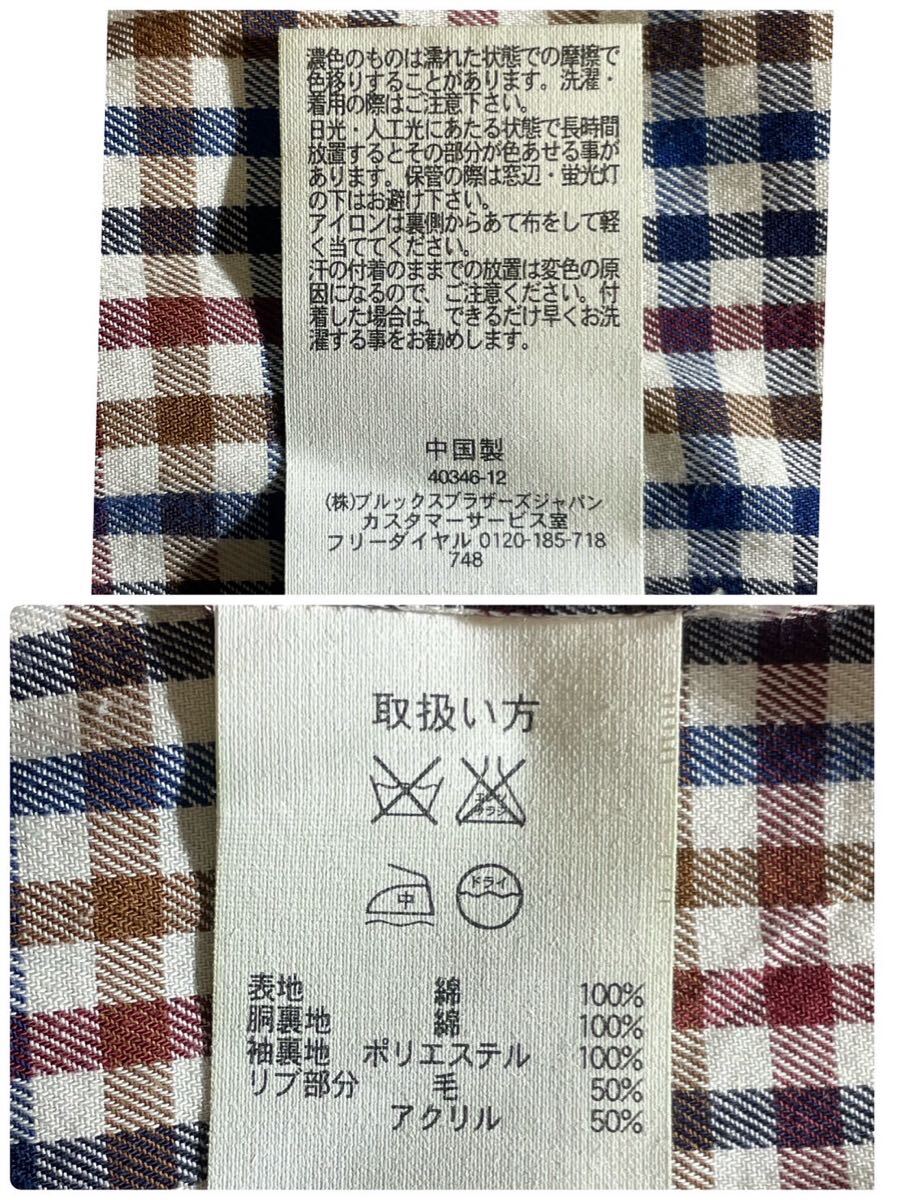 濃色のものは濡れた状態での摩擦で
色移りすることがあります。洗濯・
着用の際はご注意下さい。
日光・人工光にあたる状態で長時間
放置するとその部分が色あせる事が
あります。保管の際は窓辺・蛍光灯
の下はお避け下さい。
アイロンは裏側からあて布をして軽
く当ててください。
汗の付着のままでの放置は変色の原
因になるので、ご注意ください。付
着した場合は、できるだけ早くお洗
濯する事をお勧めします。
中国製
40346-12
(株)ブルックスブラザーズジャパン
カスタマーサービス室
フリーダイヤル 0120-185-718
748
取扱い方
エンソ
サラシ
中
ドライ
表地 綿 100%
胴裏地 綿 100%
袖裏地 ポリエステル 100%
リブ部分 毛 50%
アクリル 50%